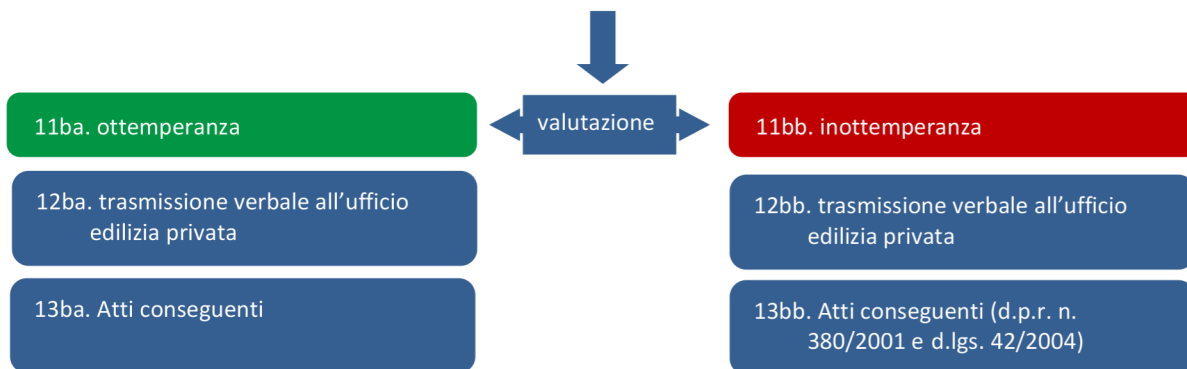 valutazione
11ba. ottemperanza
12ba. trasmissione verbale all’ufficio
edilizia privata
13ba. Atti conseguenti
11bb. inottemperanza
12bb. trasmissione verbale all’ufficio
edilizia privata
13bb. Atti conseguenti (d.p.r. n.
380/2001 e d.lgs. 42/2004)